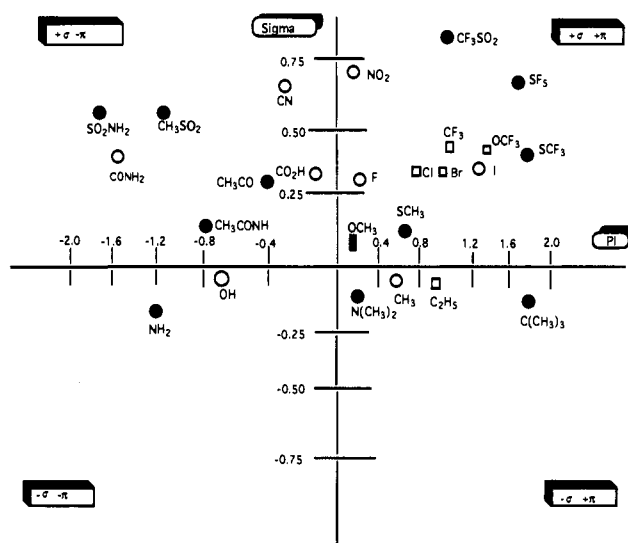 +σ -π
Sigma
+σ +π
CF₃SO₂
0.75
NO₂
CN
SF₅
SO₂NH₂
CH₃SO₂
0.50
CF₃
OCF₃
SCF₃
CONH₂
CO₂H
F
Cl
Br
I
CH₃CO
0.25
CH₃CONH
OCH₃
SCH₃
-2.0 -1.6 -1.2 -0.8 -0.4 0.4 0.8 1.2 1.6 2.0
PI
OH
CH₃
C₂H₅
NH₂
N(CH₃)₂
C(CH₃)₃
-0.25
-0.50
-0.75
-σ -π
-σ +π